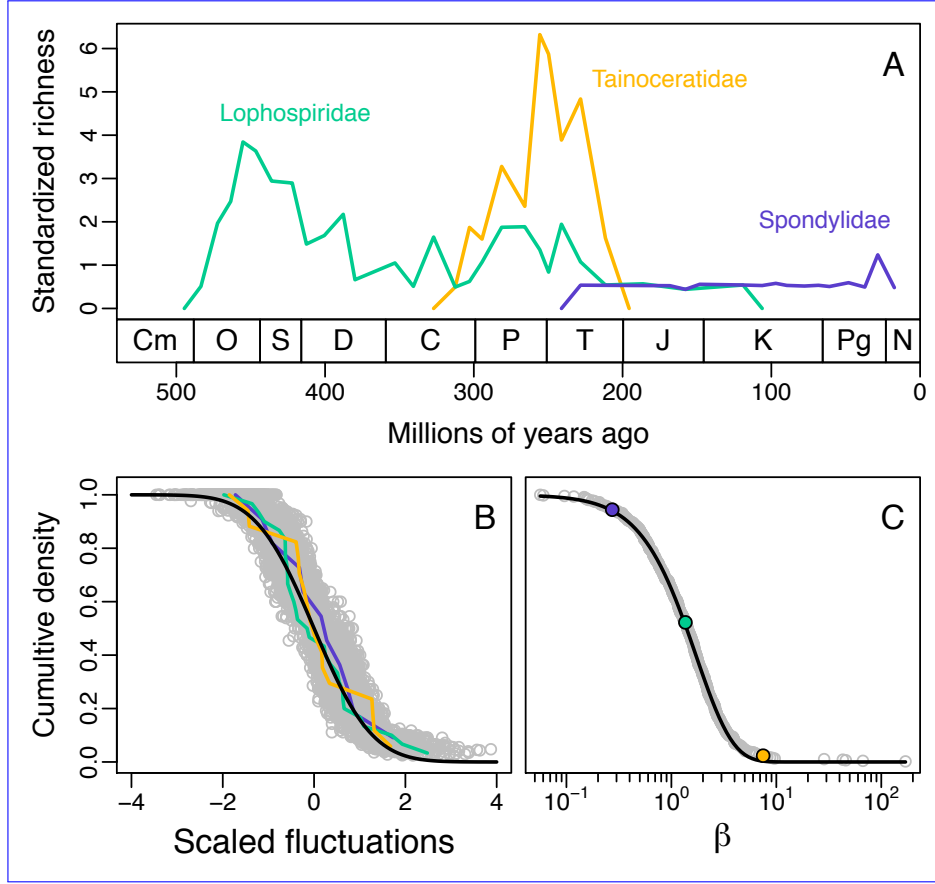 A
Tainoceratidae
Lophospiridae
Spondylidae
Standardized richness
6
5
4
3
2
1
0
Cm O S D C P T J K Pg N
500 400 300 200 100 0
Millions of years ago
B
C
Cumultive density
1.0
0.8
0.6
0.4
0.2
0.0
−4 −2 0 2 4
Scaled fluctuations
10⁻¹ 10⁰ 10¹ 10²
β